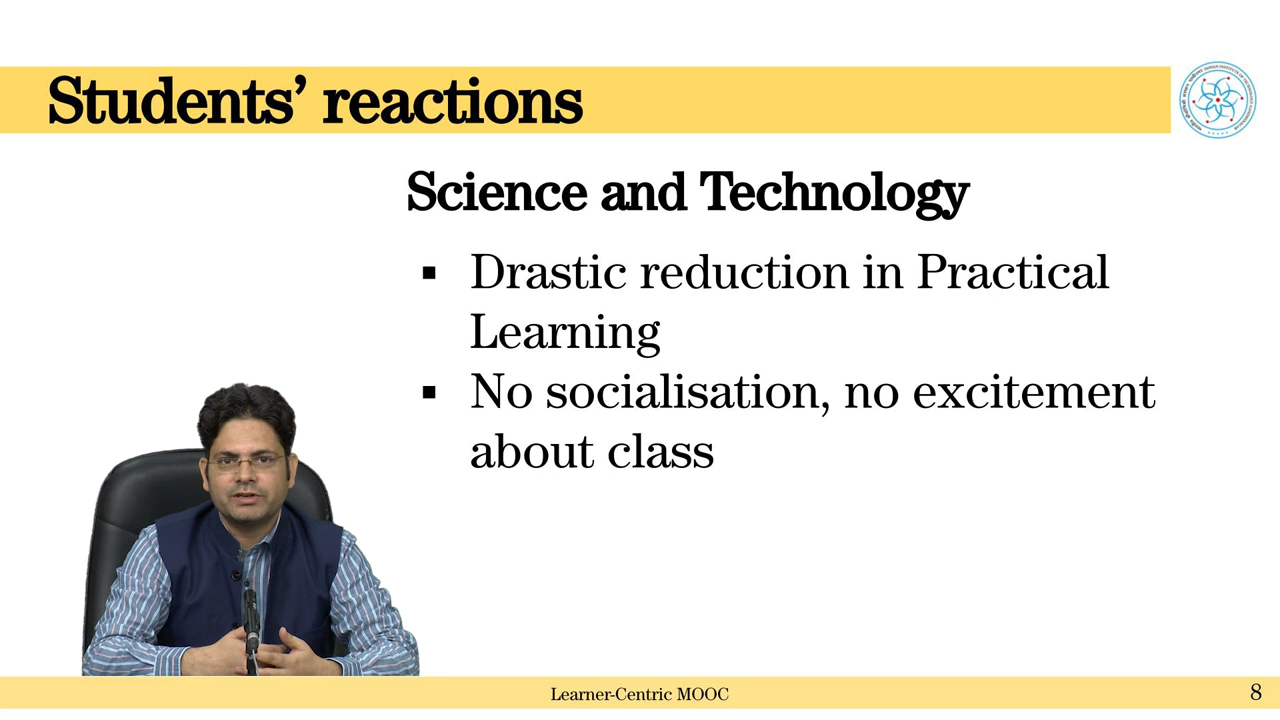 Students’ reactions
Science and Technology
▪ Drastic reduction in Practical
Learning
▪ No socialisation, no excitement
about class
Learner-Centric MOOC
8